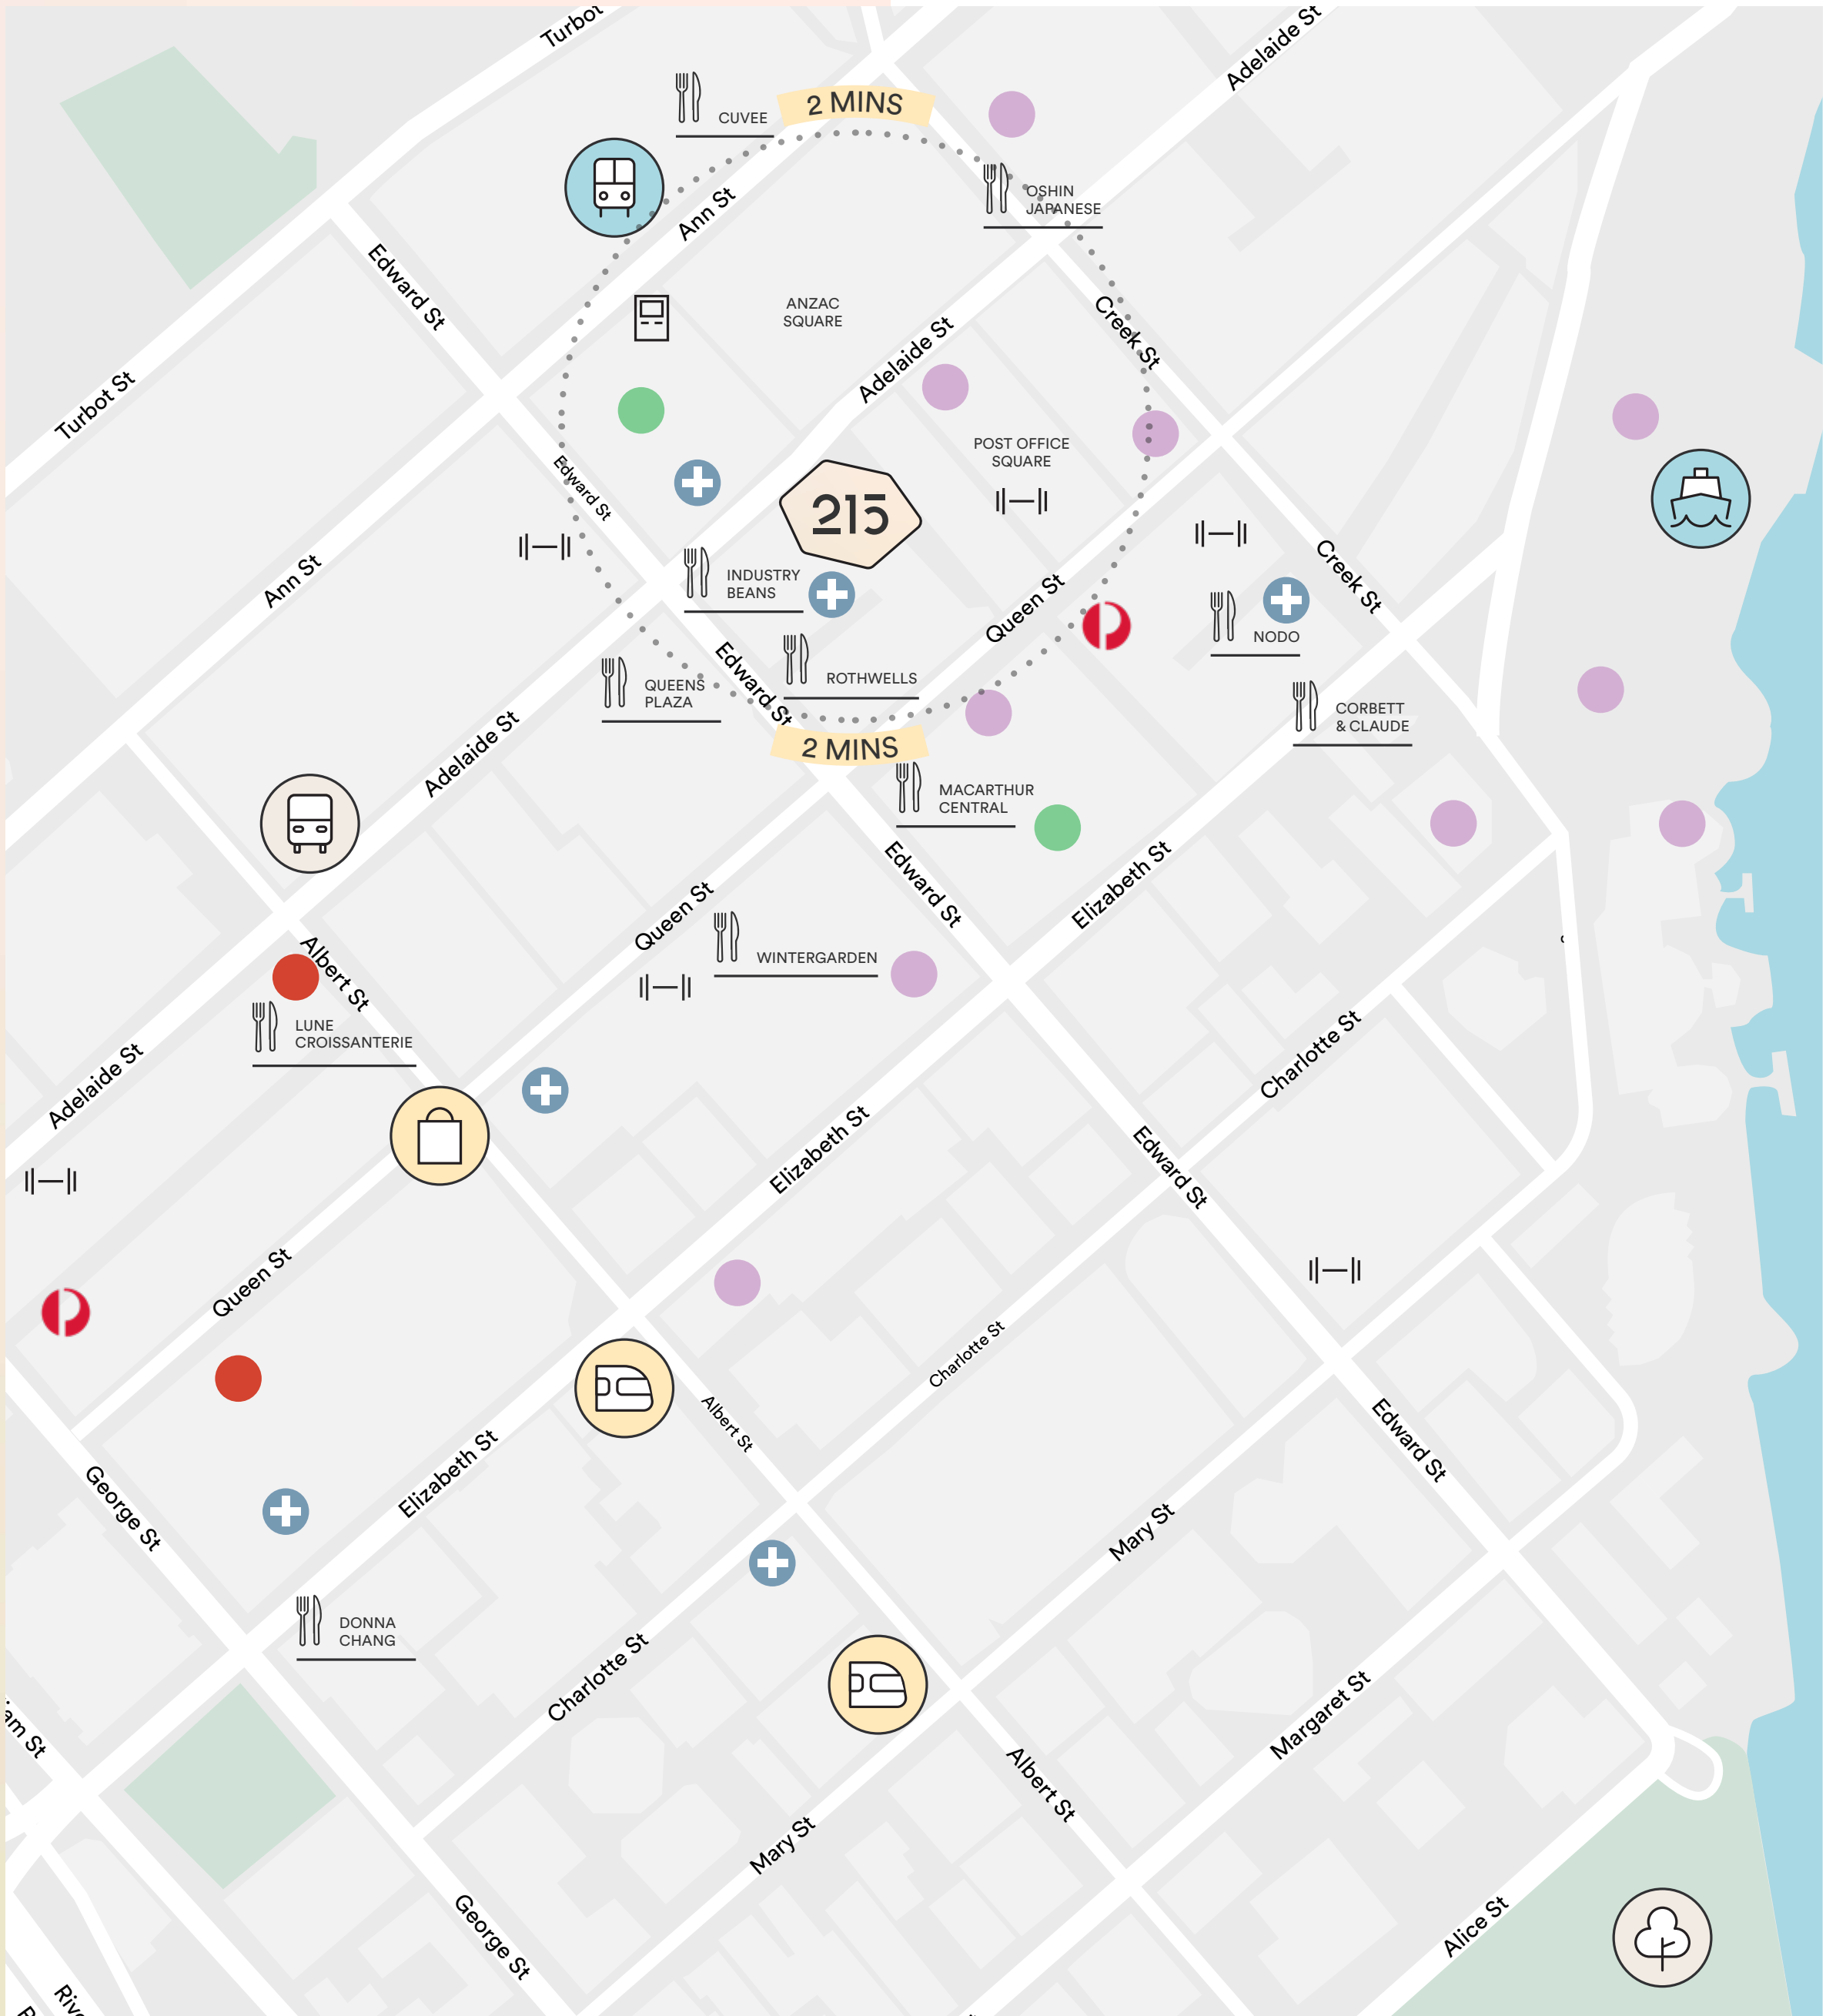 Turbot
Adelaide St
CUVEE
2 MINS
OSHIN
JAPANESE
Ann St
Edward St
ANZAC
SQUARE
Creek St
Adelaide St
Turbot St
POST OFFICE
SQUARE
Edward St
215
Ann St
INDUSTRY
BEANS
Queen St
Creek St
NODO
Edward St
ROTHWELLS
QUEENS
PLAZA
CORBETT
& CLAUDE
Adelaide St
2 MINS
MACARTHUR
CENTRAL
Edward St
Elizabeth St
Queen St
WINTERGARDEN
Albert St
LUNE
CROISSANTERIE
Adelaide St
Charlotte St
Elizabeth St
Edward St
Queen St
Charlotte St
Albert St
Edward St
George St
Elizabeth St
Mary St
DONNA
CHANG
Charlotte St
iam St
Margaret St
Albert St
Mary St
George St
Alice St
Rive